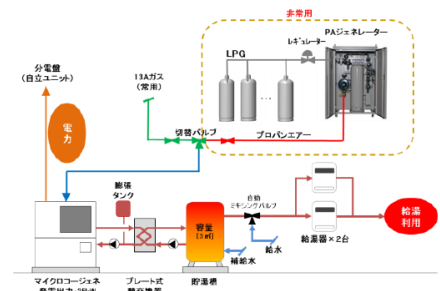 非常用
PAジェネレーター
レギュレーター
LPG
分電盤
(自立ユニット)
13Aガス
(常用)
電力
切替バルブ
プロパンエアー
膨張
タンク
自動
ミキシングバルブ
容量
給湯器×2台
給湯
利用
給水
補給水
マイクロコージェネ
プレート式
貯湯槽